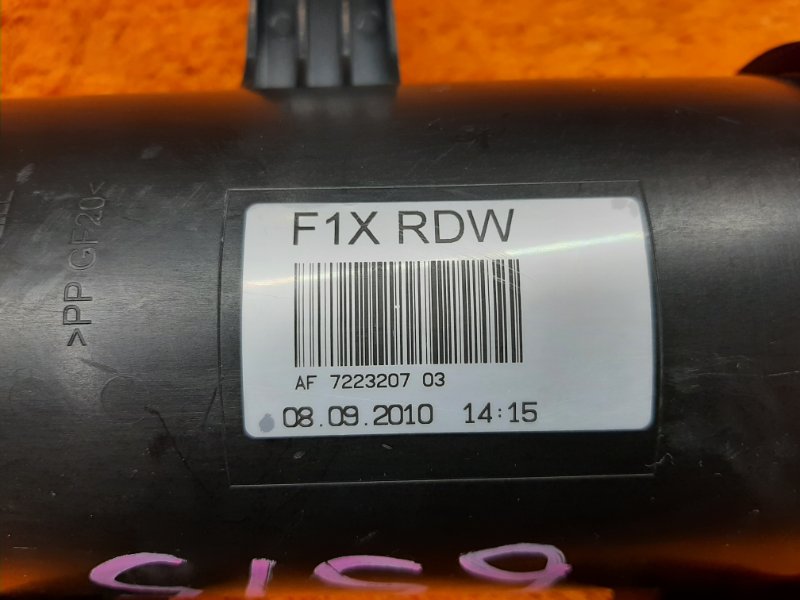 F1X RDW
AF 7223207 03
08.09.2010 14:15
>PP GF20<